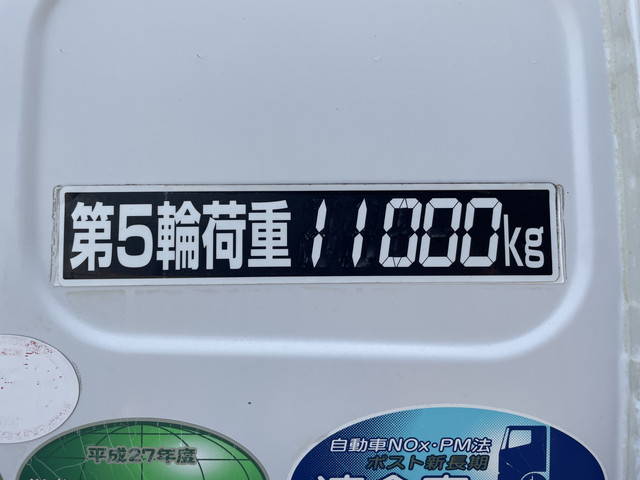 第5輪荷重 11000kg
平成27年度
自動車NOx・PM法
ポスト新長期